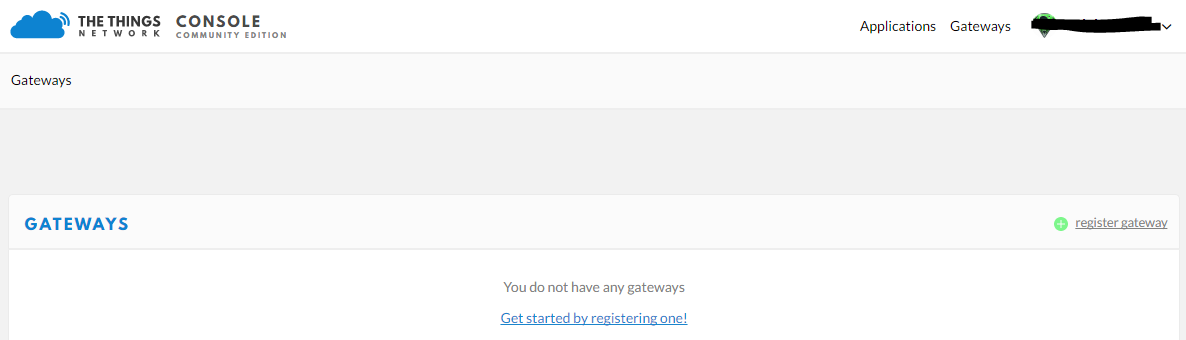 THE THINGS
NETWORK
CONSOLE
COMMUNITY EDITION
Applications Gateways
Gateways
GATEWAYS
register gateway
You do not have any gateways
Get started by registering one!